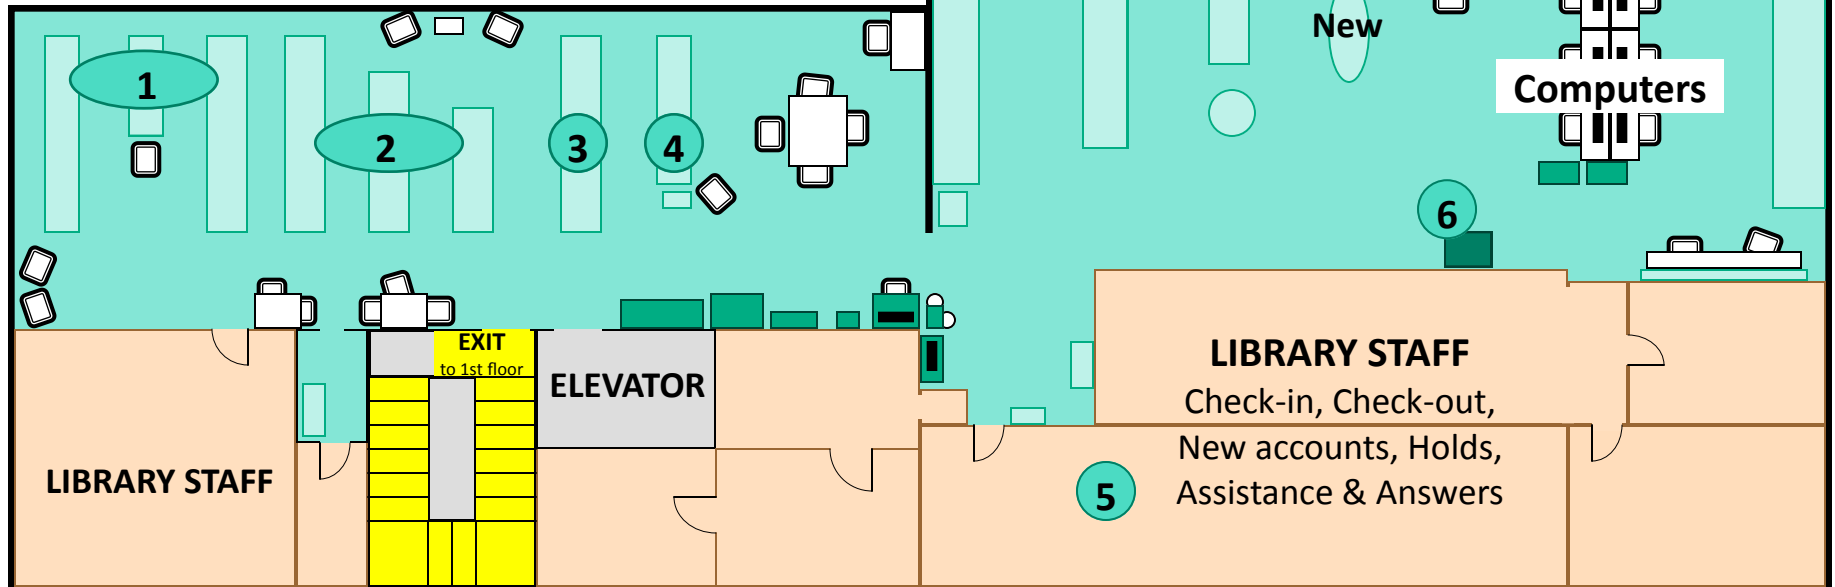 New
Computers
1
2
3
4
6
EXIT
to 1st floor
ELEVATOR
LIBRARY STAFF
LIBRARY STAFF
Check-in, Check-out,
New accounts, Holds,
Assistance & Answers
5